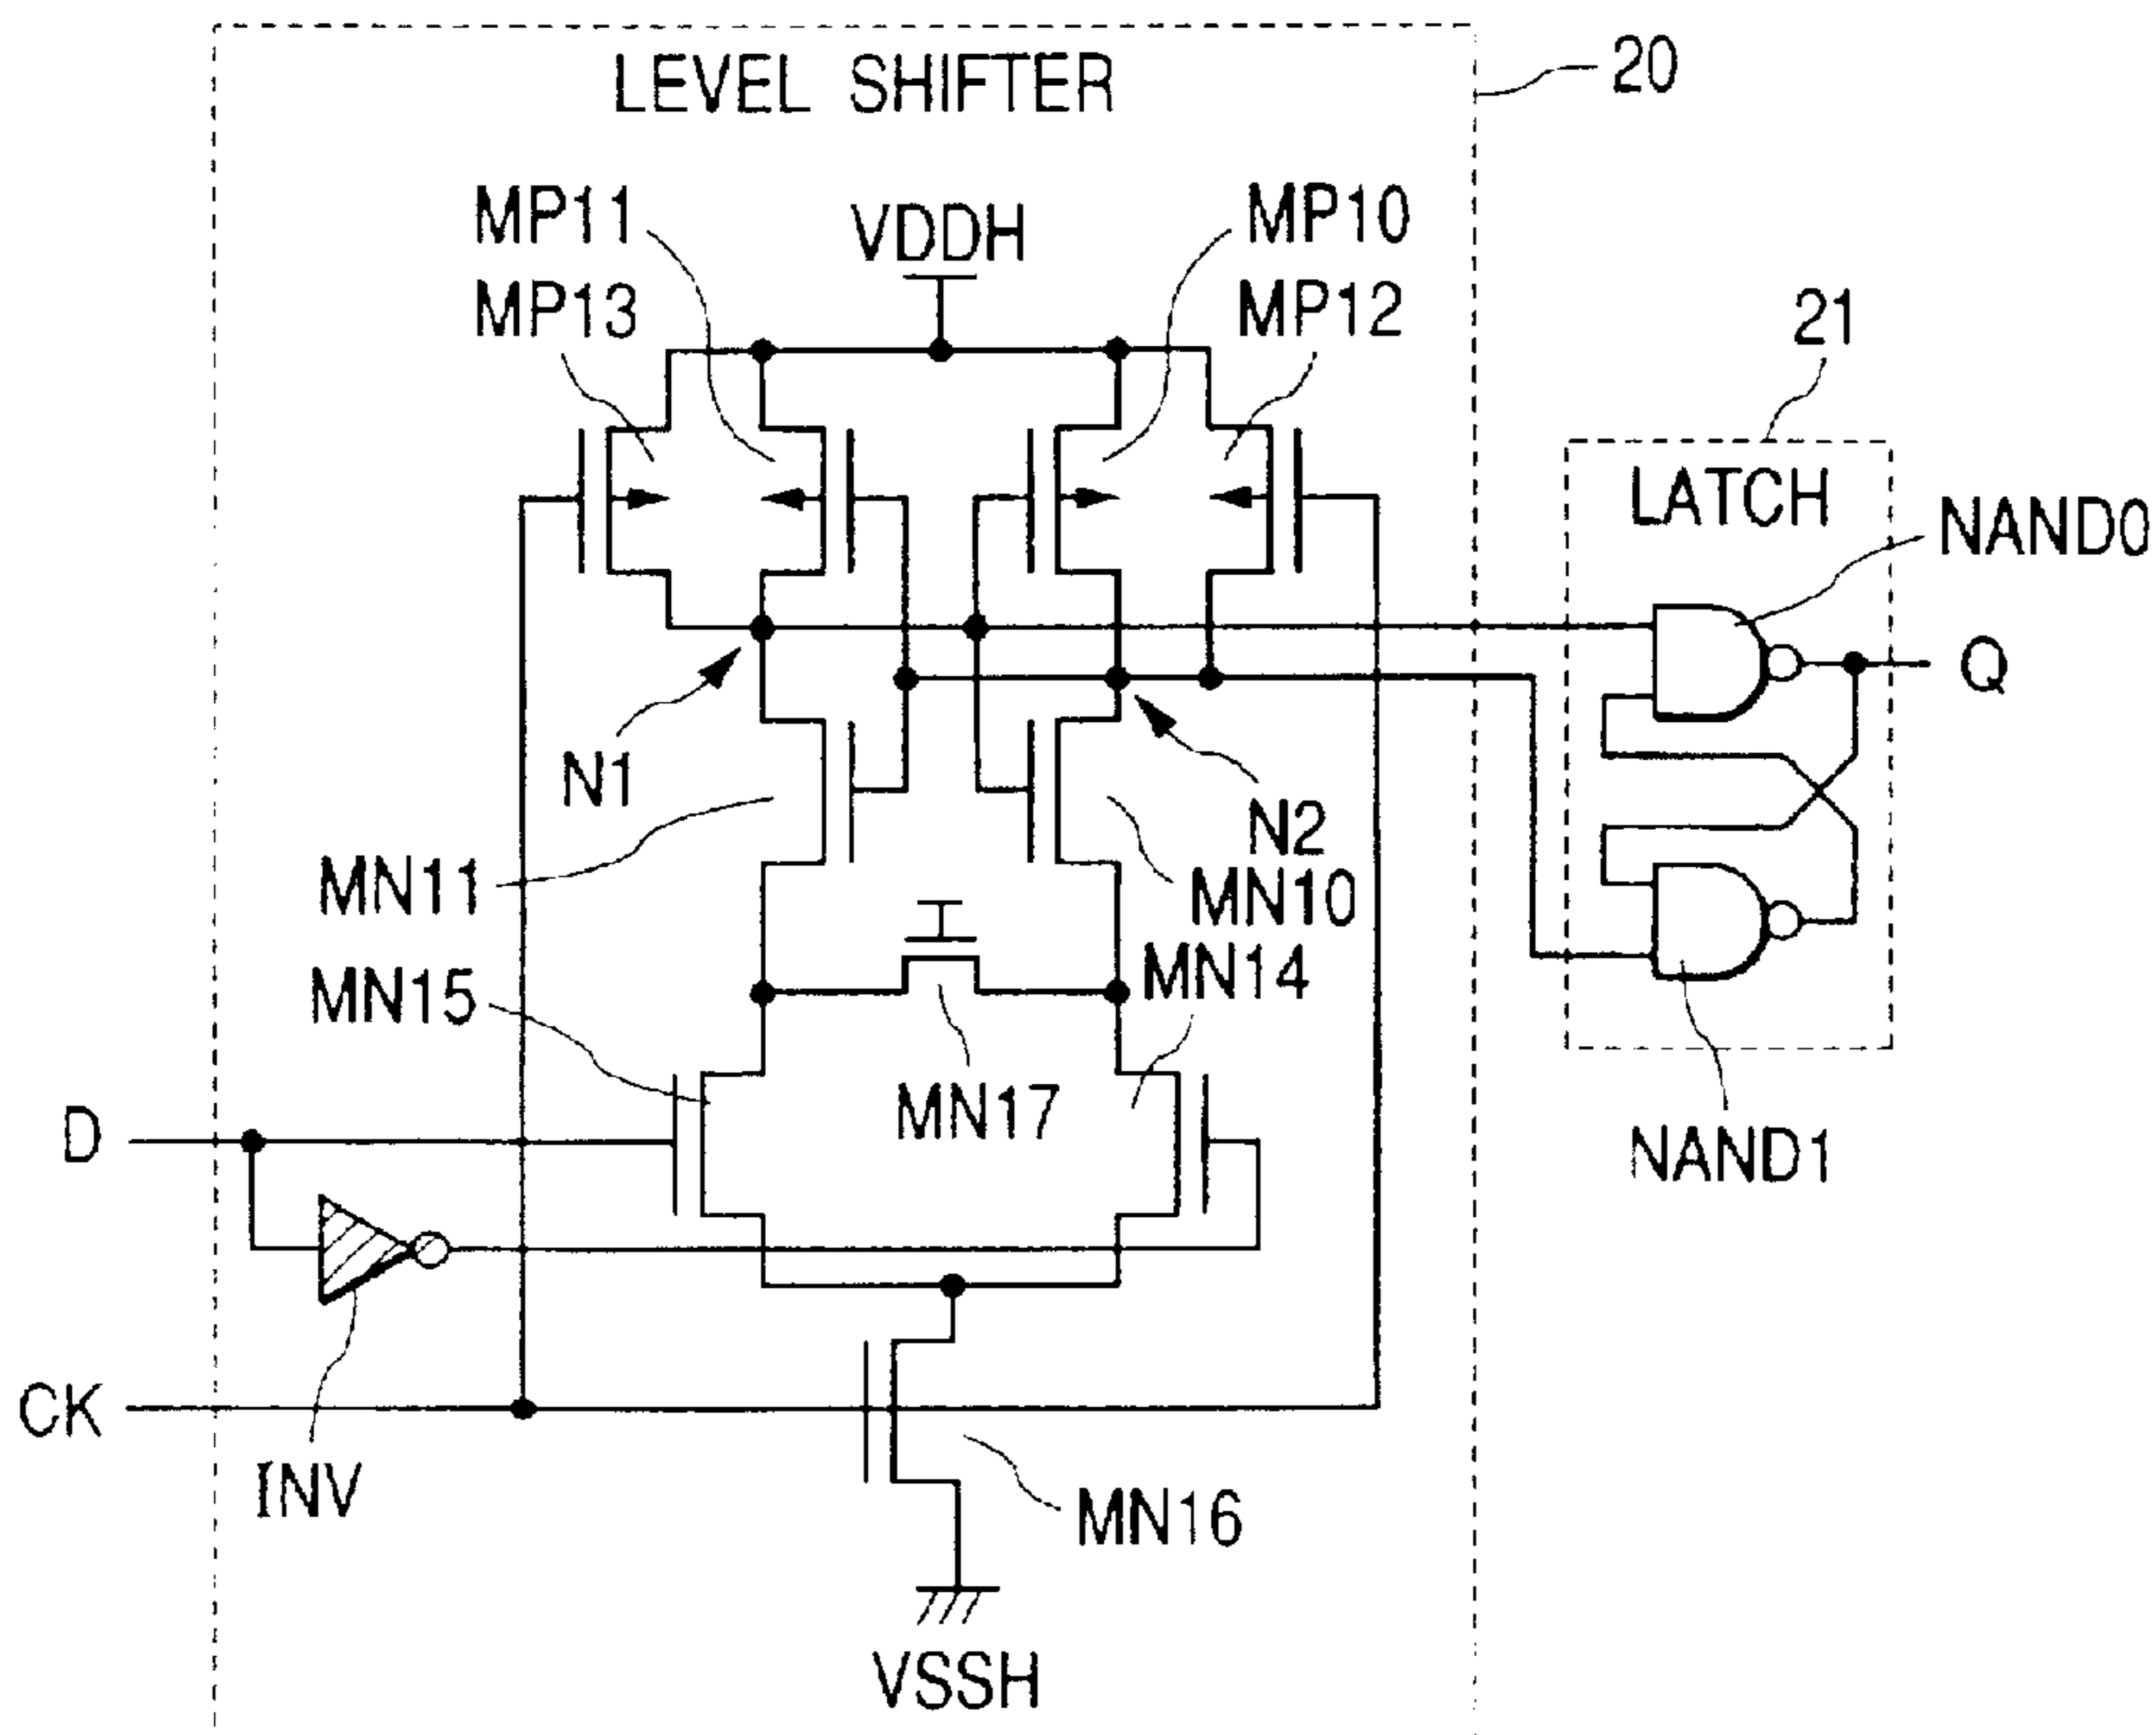 LEVEL SHIFTER
20
MP11
VDDH
MP10
MP13
MP12
21
LATCH
NAND0
Q
N1
N2
MN11
MN10
MN15
MN14
MN17
D
NAND1
CK
INV
MN16
VSSH